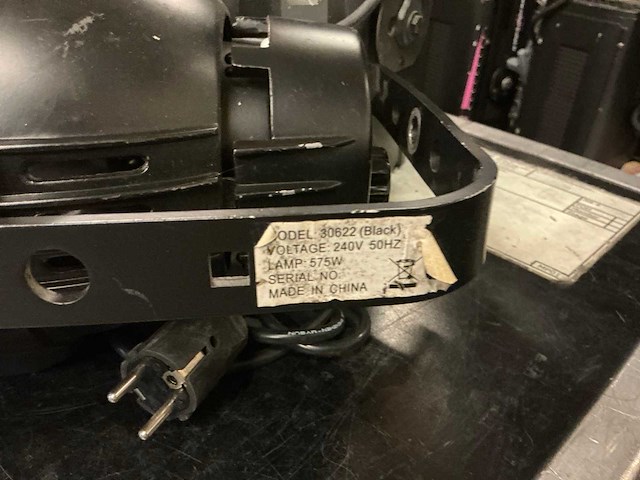 ODEL: 30622 (Black)
VOLTAGE: 240V 50HZ
LAMP: 575W
SERIAL NO.
MADE IN CHINA